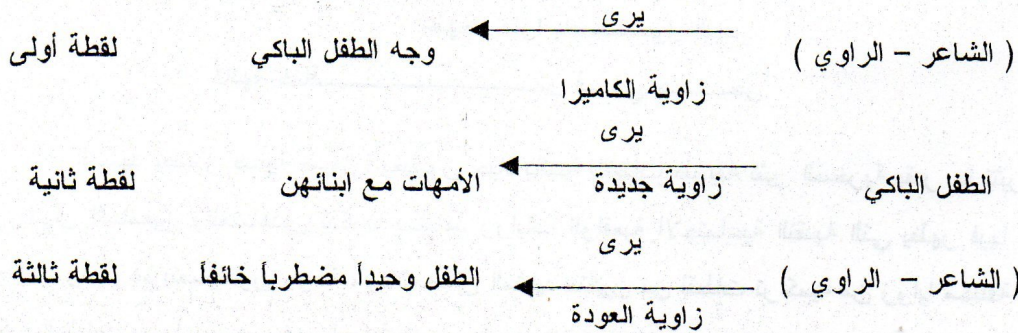 يرى
( الشاعر – الراوي ) وجه الطفل الباكي لقطة أولى
زاوية الكاميرا
يرى
الطفل الباكي زاوية جديدة الأمهات مع ابنائهن لقطة ثانية
يرى
( الشاعر – الراوي ) الطفل وحيداً مضطرباً خائفاً لقطة ثالثة
زاوية العودة